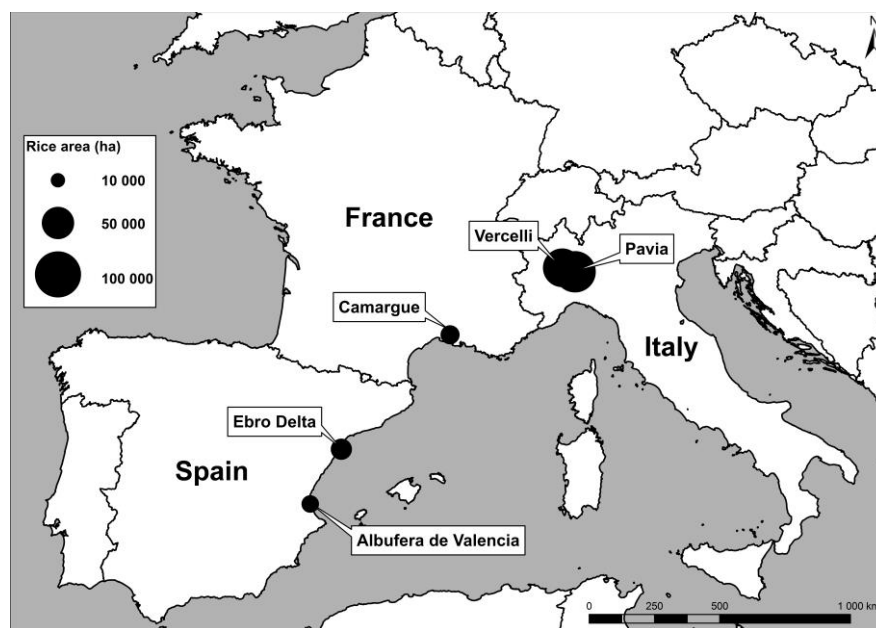 N
Rice area (ha)
10 000
50 000
100 000
France
Vercelli
Pavia
Camargue
Italy
Ebro Delta
Spain
Albufera de Valencia
0 250 500 1 000 km